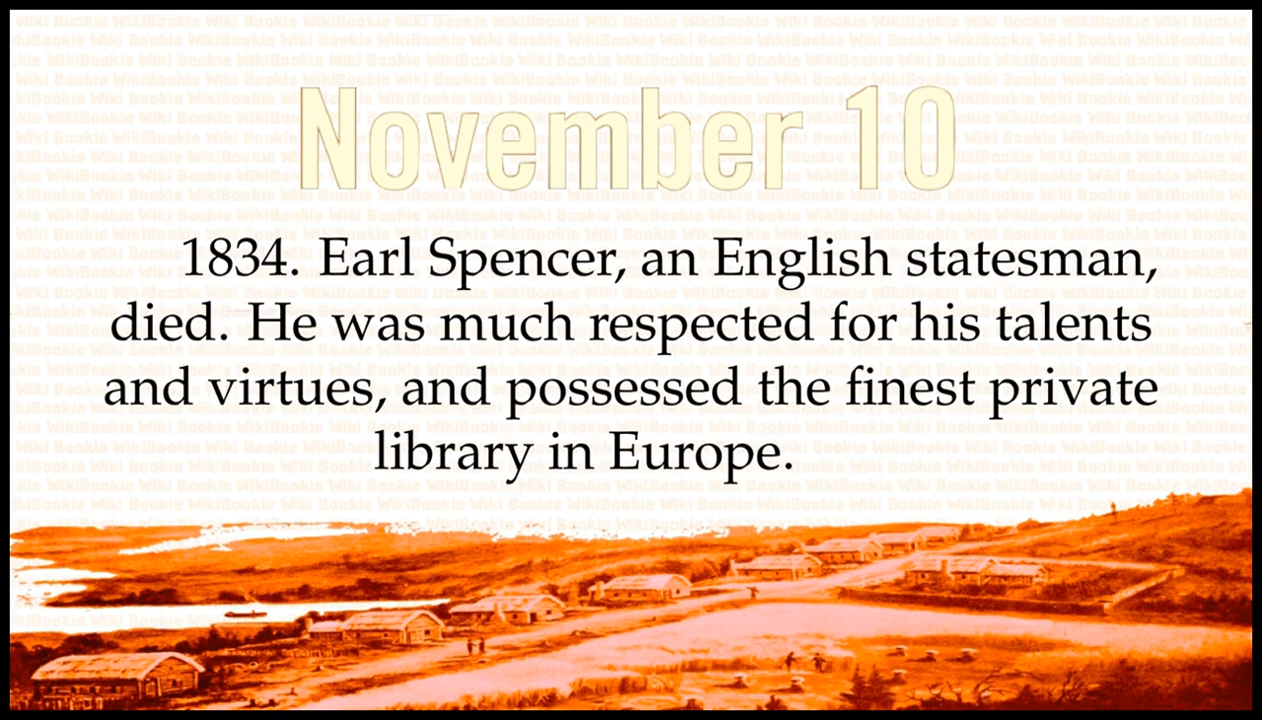 November 10
1834. Earl Spencer, an English statesman,
died. He was much respected for his talents
and virtues, and possessed the finest private
library in Europe.